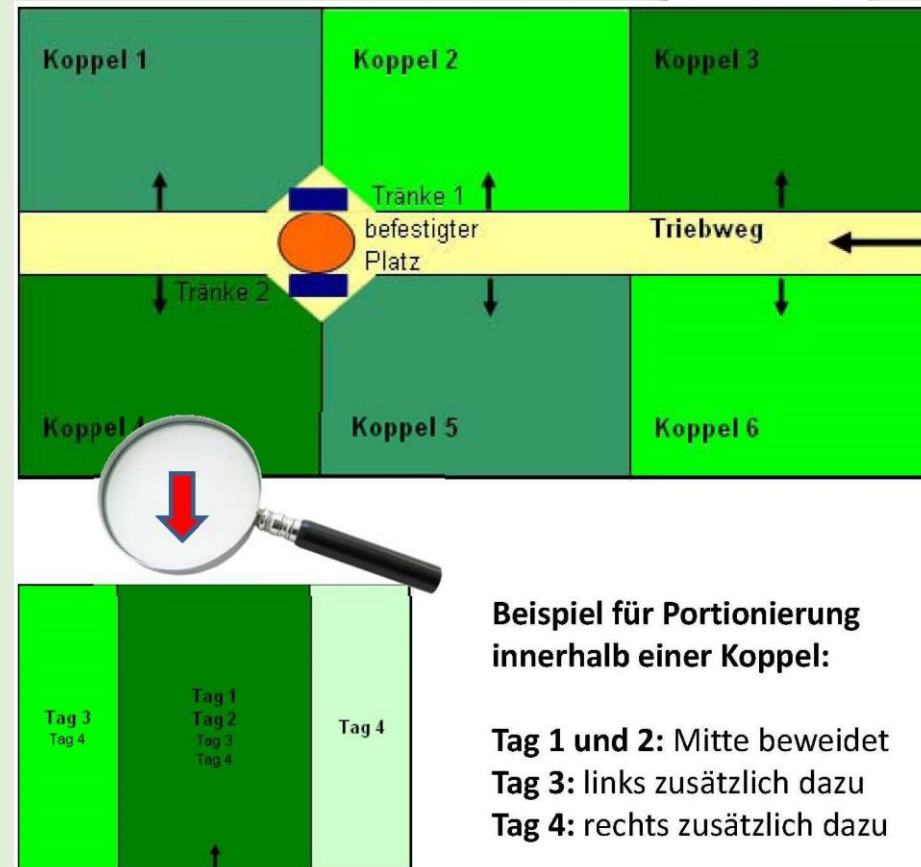 Koppel 1
Koppel 2
Koppel 3
Tränke 1
befestigter
Platz
Triebweg
Tränke 2
Koppel 4
Koppel 5
Koppel 6
Tag 3
Tag 4
Tag 1
Tag 2
Tag 3
Tag 4
Tag 4
Beispiel für Portionierung
innerhalb einer Koppel:
Tag 1 und 2: Mitte beweidet
Tag 3: links zusätzlich dazu
Tag 4: rechts zusätzlich dazu